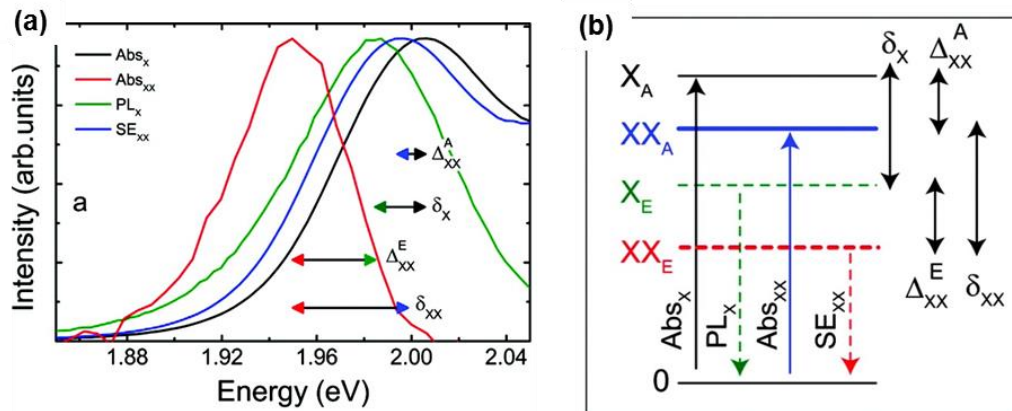 (a)
Abs_X
Abs_XX
PL_X
SE_XX
Δ_XX^A
δ_X
Δ_XX^E
δ_XX
a
Intensity (arb.units)
1.88 1.92 1.96 2.00 2.04
Energy (eV)
(b)
δ_X Δ_XX^A
X_A
XX_A
X_E
XX_E
Δ_XX^E δ_XX
Abs_X
PL_X
Abs_XX
SE_XX
0